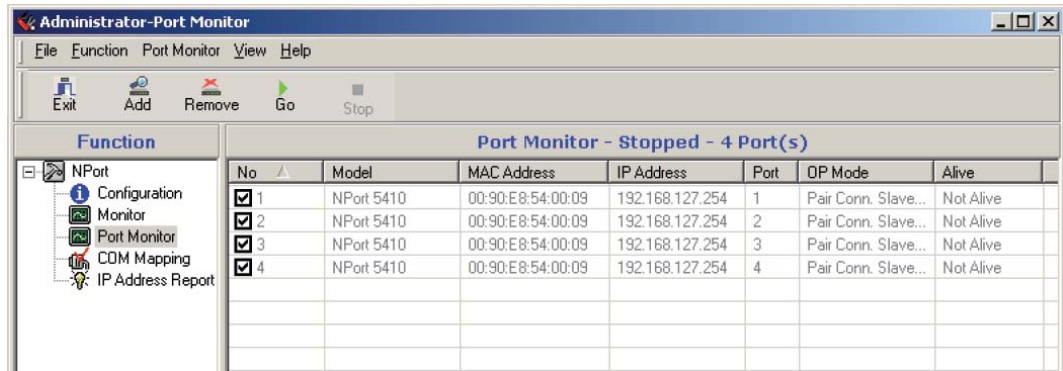 Administrator-Port Monitor
File Function Port Monitor View Help
Exit Add Remove Go Stop
Function
Port Monitor - Stopped - 4 Port(s)
NPort
Configuration
Monitor
Port Monitor
COM Mapping
IP Address Report
No Model MAC Address IP Address Port OP Mode Alive
1 NPort 5410 00:90:E8:54:00:09 192.168.127.254 1 Pair Conn. Slave... Not Alive
2 NPort 5410 00:90:E8:54:00:09 192.168.127.254 2 Pair Conn. Slave... Not Alive
3 NPort 5410 00:90:E8:54:00:09 192.168.127.254 3 Pair Conn. Slave... Not Alive
4 NPort 5410 00:90:E8:54:00:09 192.168.127.254 4 Pair Conn. Slave... Not Alive